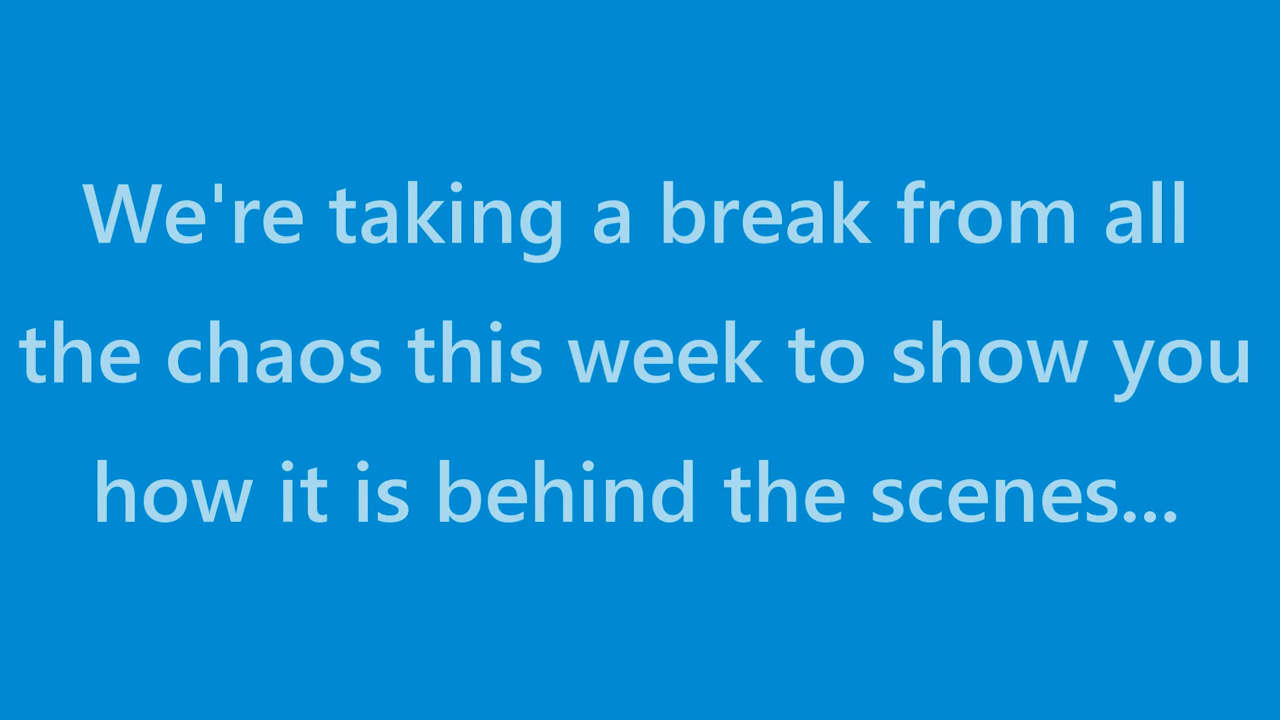 We're taking a break from all
the chaos this week to show you
how it is behind the scenes...